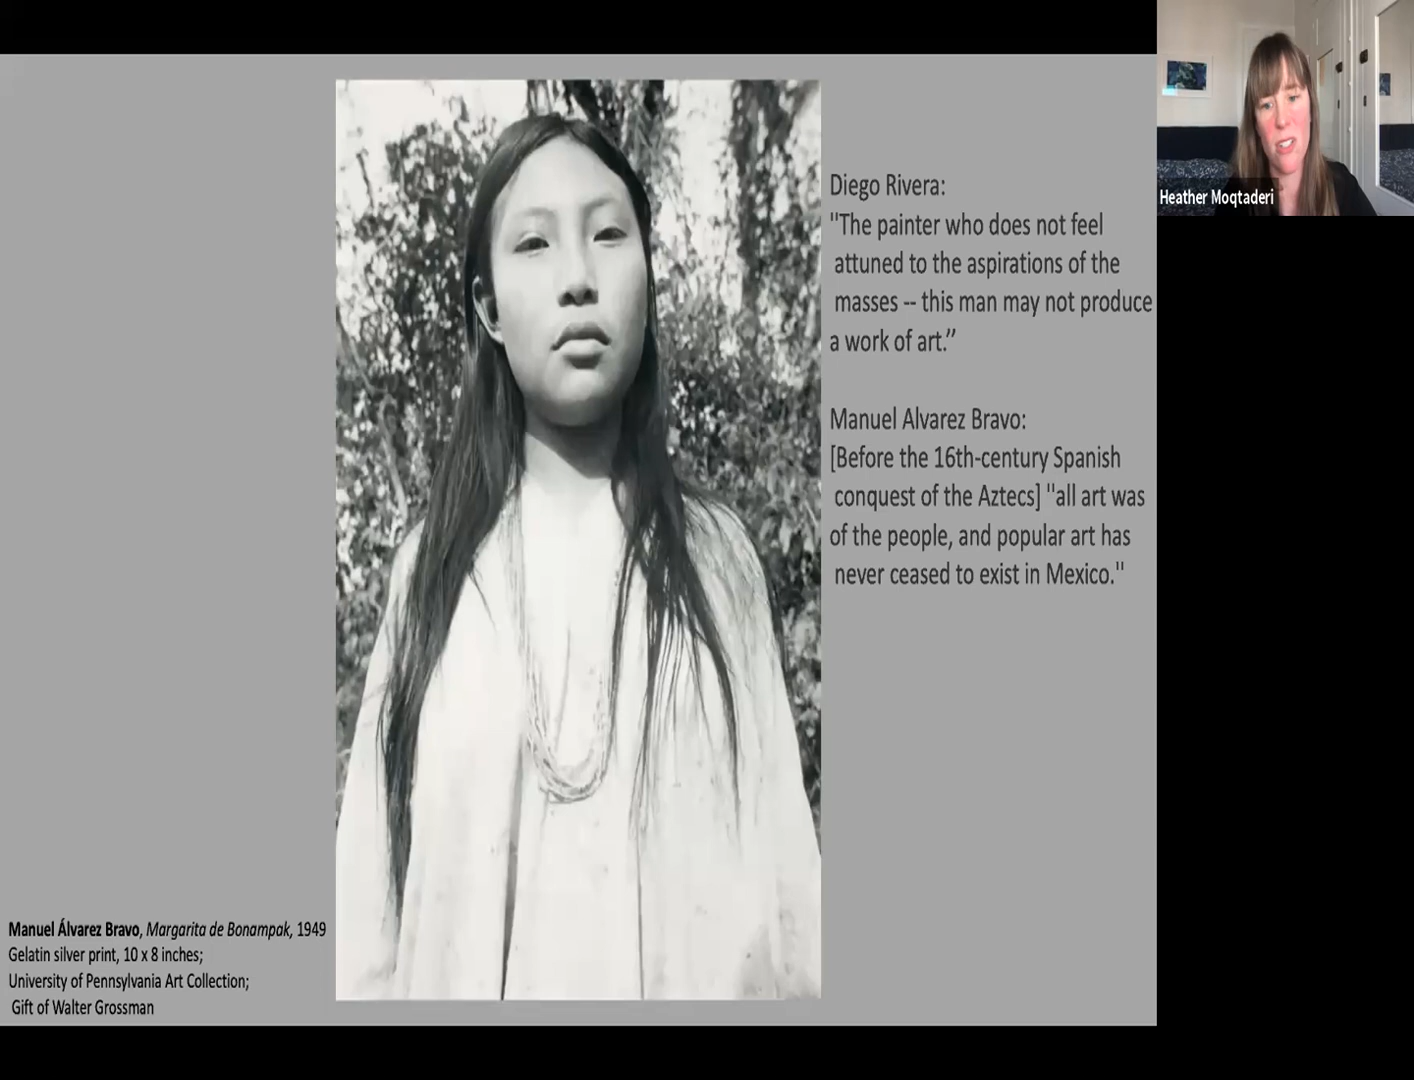 Heather Moqtaderi
Diego Rivera:
"The painter who does not feel
attuned to the aspirations of the
masses -- this man may not produce
a work of art.”
Manuel Alvarez Bravo:
[Before the 16th-century Spanish
conquest of the Aztecs] "all art was
of the people, and popular art has
never ceased to exist in Mexico."
Manuel Álvarez Bravo, Margarita de Bonampak, 1949
Gelatin silver print, 10 x 8 inches;
University of Pennsylvania Art Collection;
Gift of Walter Grossman